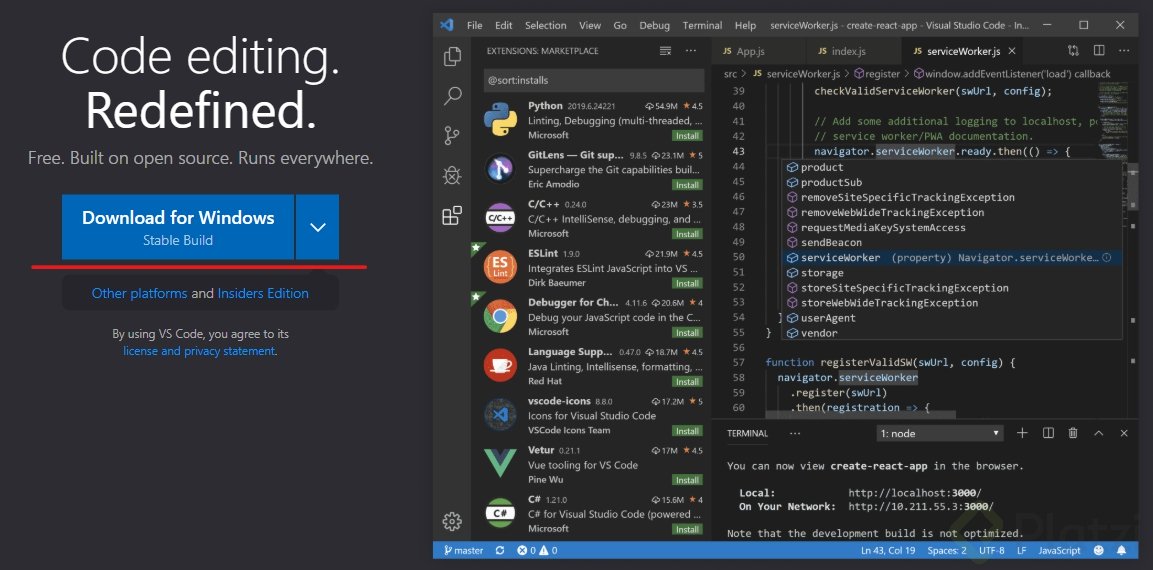 Code editing.
Redefined.
Free. Built on open source. Runs everywhere.
Download for Windows
Stable Build
Other platforms and Insiders Edition
By using VS Code, you agree to its
license and privacy statement.
File Edit Selection View Go Debug Terminal Help serviceWorker.js - create-react-app - Visual Studio Code - In...
EXTENSIONS: MARKETPLACE
@sort:installs
Python 2019.6.24221 54.9M ★ 4.5
Linting, Debugging (multi-threaded, ...
Microsoft Install
GitLens — Git sup... 9.8.5 23.1M ★ 5
Supercharge the Git capabilities buil...
Eric Amodio Install
C/C++ 0.24.0 23M ★ 3.5
C/C++
C/C++ IntelliSense, debugging, and ...
Microsoft Install
ESLint 1.9.0 21.9M ★ 4.5
ES
Lint
Integrates ESLint JavaScript into VS ...
Dirk Baeumer Install
Debugger for Ch... 4.11.6 20.6M ★ 4
Debug your JavaScript code in the C...
Microsoft Install
Language Supp... 0.47.0 18.7M ★ 4.5
Java Linting, Intellisense, formatting, ...
Red Hat Install
vscode-icons 8.8.0 17.2M ★ 5
Icons for Visual Studio Code
VSCode Icons Team Install
Vetur 0.21.1 17M ★ 4.5
Vue tooling for VS Code
Pine Wu Install
C# 1.21.0 15.6M ★ 4
C#
C# for Visual Studio Code (powered ...
Microsoft Install
JS App.js JS index.js JS serviceWorker.js
src > JS serviceWorker.js > register > window.addEventListener('load') callback
39 checkValidServiceWorker(swUrl, config);
40
41 // Add some additional logging to localhost, po
42 // service worker/PWA documentation.
43 navigator.serviceWorker.ready.then(() => {
44 product
45 productSub
46 removeSiteSpecificTrackingException
47 removeWebWideTrackingException
48 requestMediaKeySystemAccess
49 sendBeacon
50 serviceWorker (property) Navigator.serviceWorke...
51 storage
52 storeSiteSpecificTrackingException
53 storeWebWideTrackingException
54 } userAgent
55 } vendor
56
57 function registerValidSW(swUrl, config) {
58 navigator.serviceWorker
59 .register(swUrl)
60 .then(registration => {
TERMINAL ... 1: node
You can now view create-react-app in the browser.
Local: http://localhost:3000/
On Your Network: http://10.211.55.3:3000/
Note that the development build is not optimized.
Platzi
master 0 0 Ln 43, Col 19 Spaces: 2 UTF-8 LF JavaScript